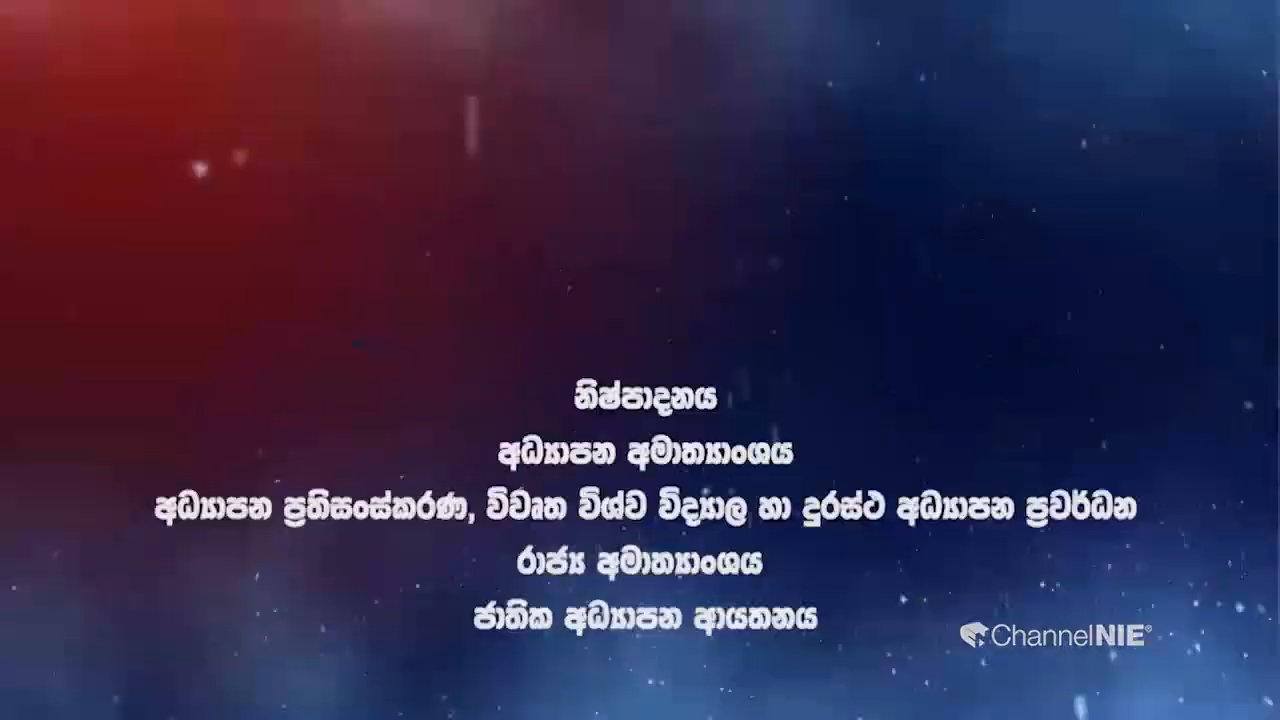 නිෂ්පාදනය
අධ්‍යාපන අමාත්‍යාංශය
අධ්‍යාපන ප්‍රතිසංස්කරණ, විවෘත විශ්ව විද්‍යාල හා දුරස්ථ අධ්‍යාපන ප්‍රවර්ධන
රාජ්‍ය අමාත්‍යාංශය
ජාතික අධ්‍යාපන ආයතනය
ChannelNIE®